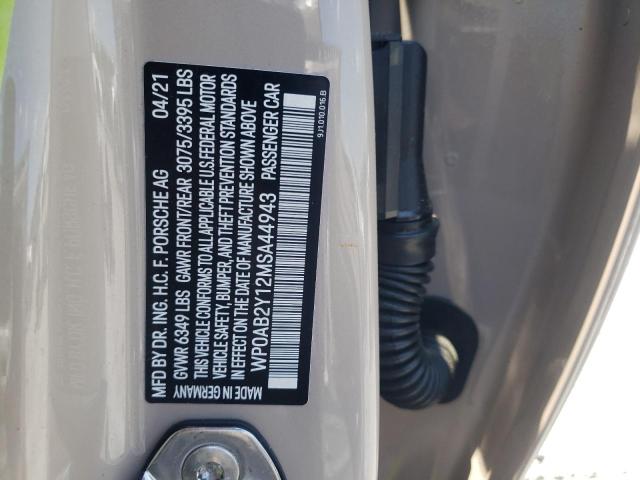 MFD BY DR. ING. H.C. F. PORSCHE AG 04/21
GVWR 6349 LBS GAWR FRONT/REAR 3075/3395 LBS
THIS VEHICLE CONFORMS TO ALL APPLICABLE U.S. FEDERAL MOTOR
VEHICLE SAFETY, BUMPER, AND THEFT PREVENTION STANDARDS
IN EFFECT ON THE DATE OF MANUFACTURE SHOWN ABOVE
WP0AB2Y12MSA44943 PASSENGER CAR
MADE IN GERMANY
9J1.010.016.B